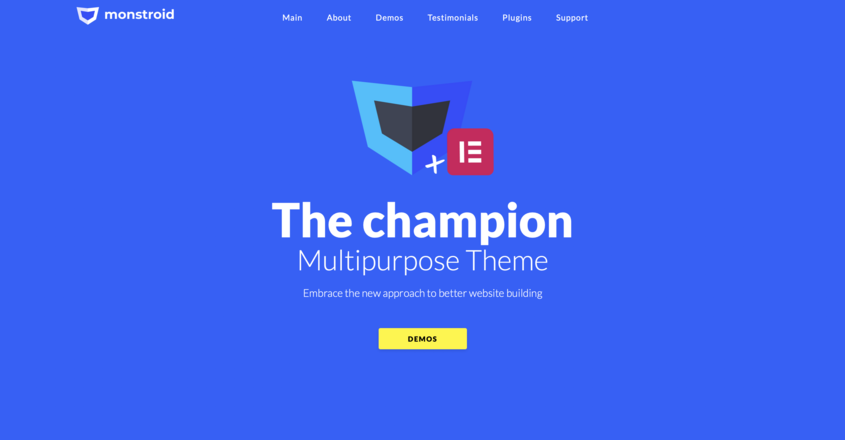 monstroid
Main About Demos Testimonials Plugins Support
The champion
Multipurpose Theme
Embrace the new approach to better website building
DEMOS